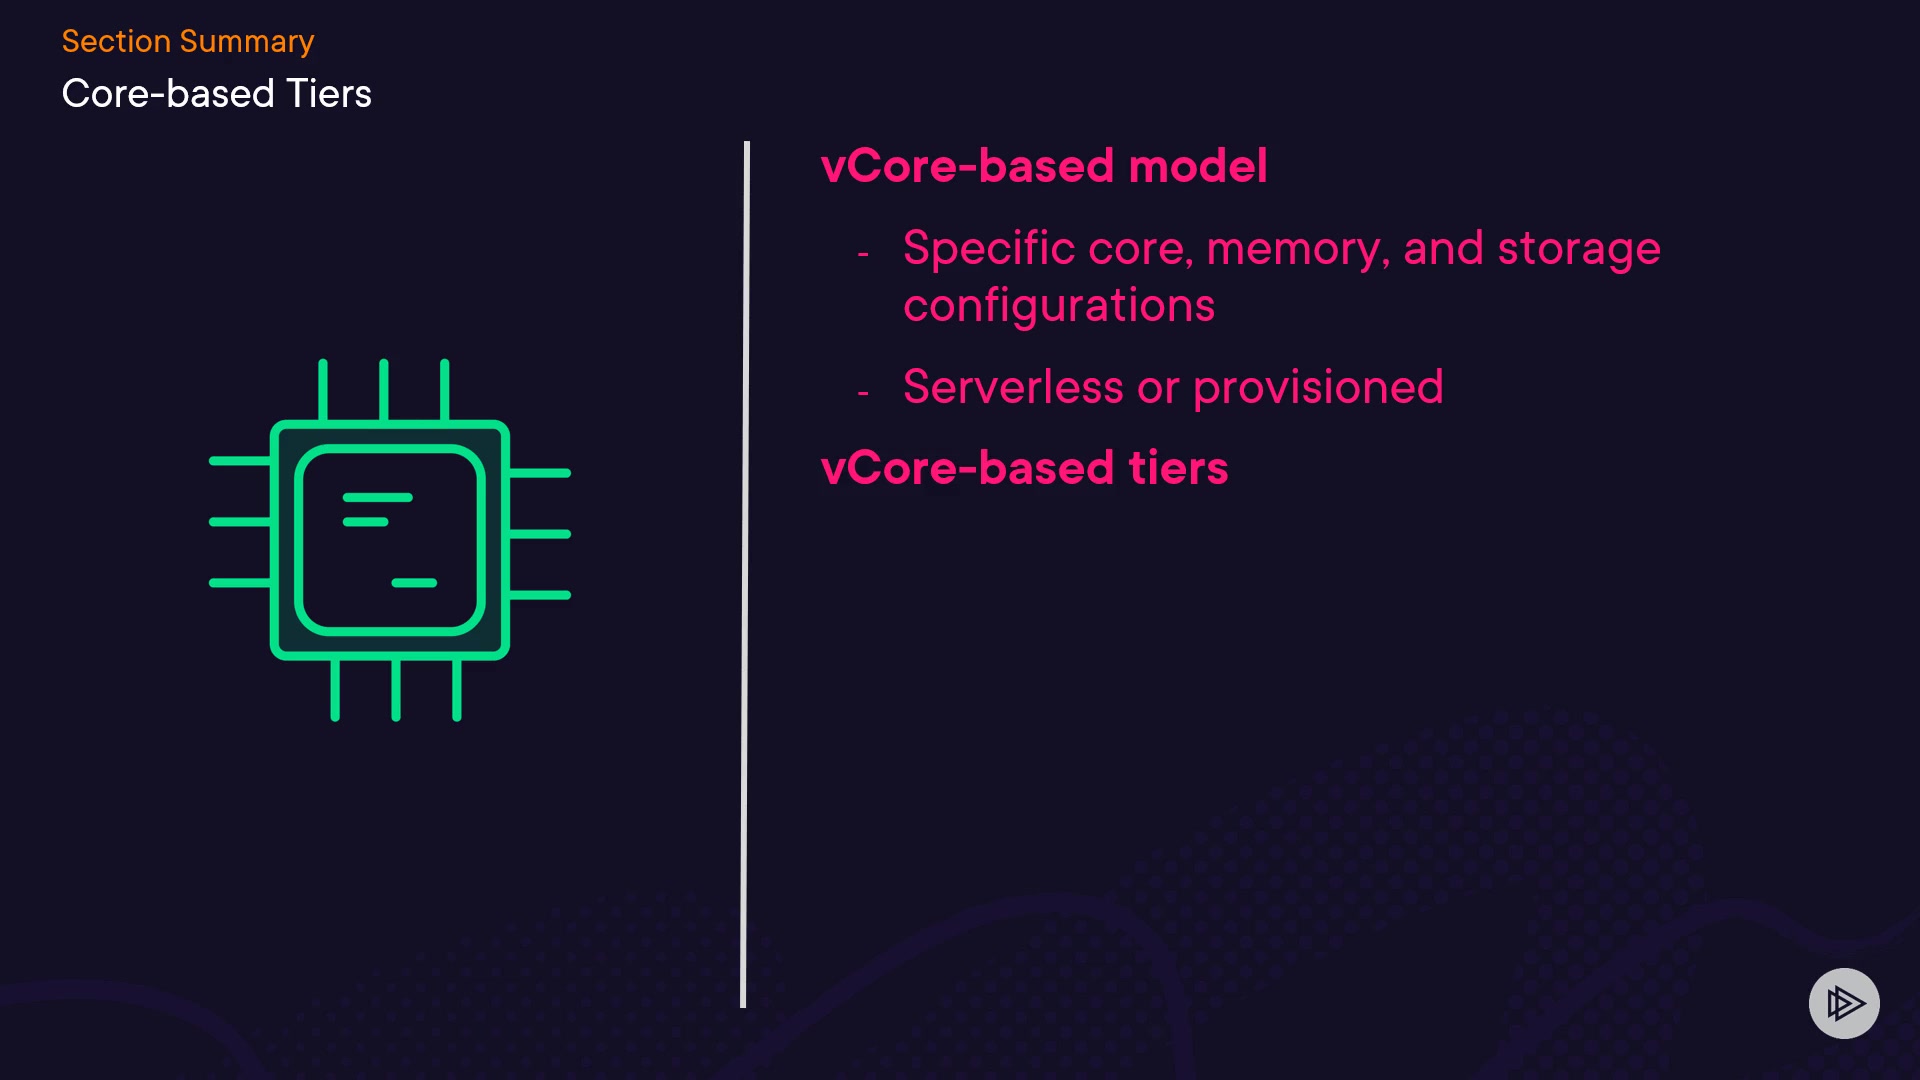 Section Summary
Core-based Tiers
vCore-based model
- Specific core, memory, and storage
configurations
- Serverless or provisioned
vCore-based tiers